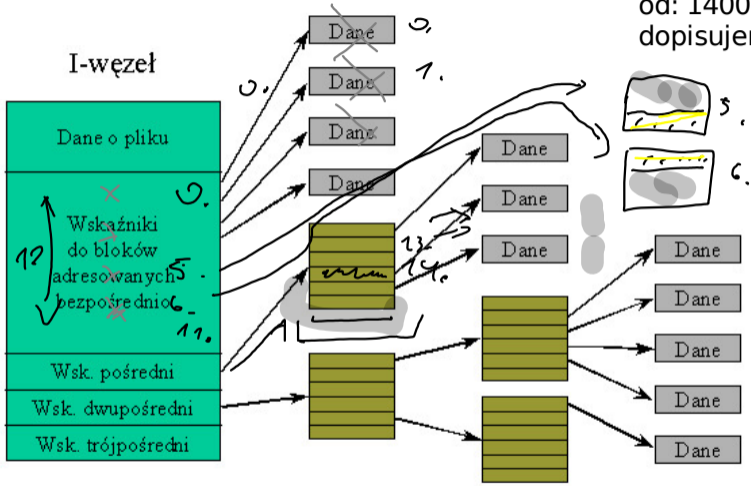 od: 1400
dopisujem
I-węzeł
Dane o pliku
Wskaźniki
do bloków
adresowanych
bezpośrednio
Wsk. pośredni
Wsk. dwupośredni
Wsk. trójpośredni
12
0.
5.
6.
11.
0.
Dane
0.
Dane
1.
Dane
Dane
Dane
Dane
Dane
13.
14.
5.
6.
Dane
Dane
Dane
Dane
Dane